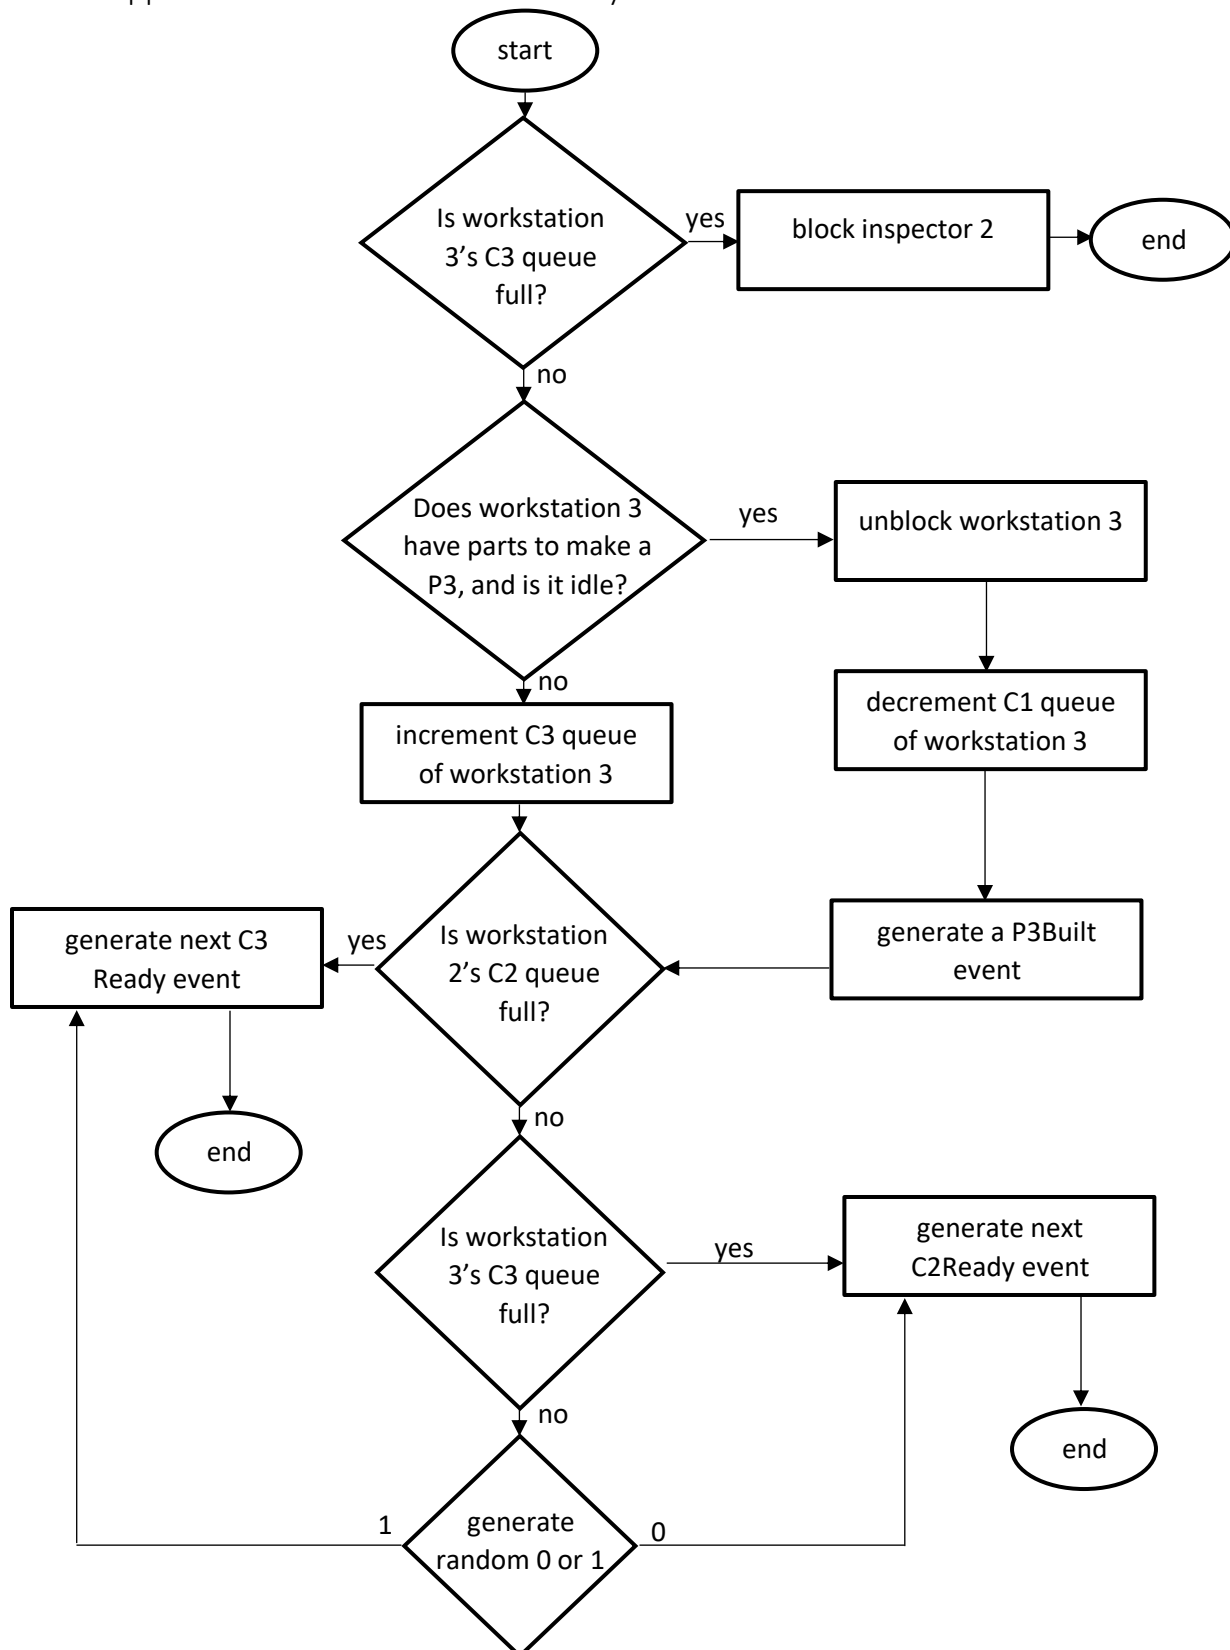 start
Is workstation
3’s C3 queue
full?
yes
block inspector 2
end
no
Does workstation 3
have parts to make a
P3, and is it idle?
yes
unblock workstation 3
no
increment C3 queue
of workstation 3
decrement C1 queue
of workstation 3
generate next C3
Ready event
yes
Is workstation
2’s C2 queue
full?
generate a P3Built
event
end
no
Is workstation
3’s C3 queue
full?
yes
generate next
C2Ready event
no
end
1
generate
random 0 or 1
0